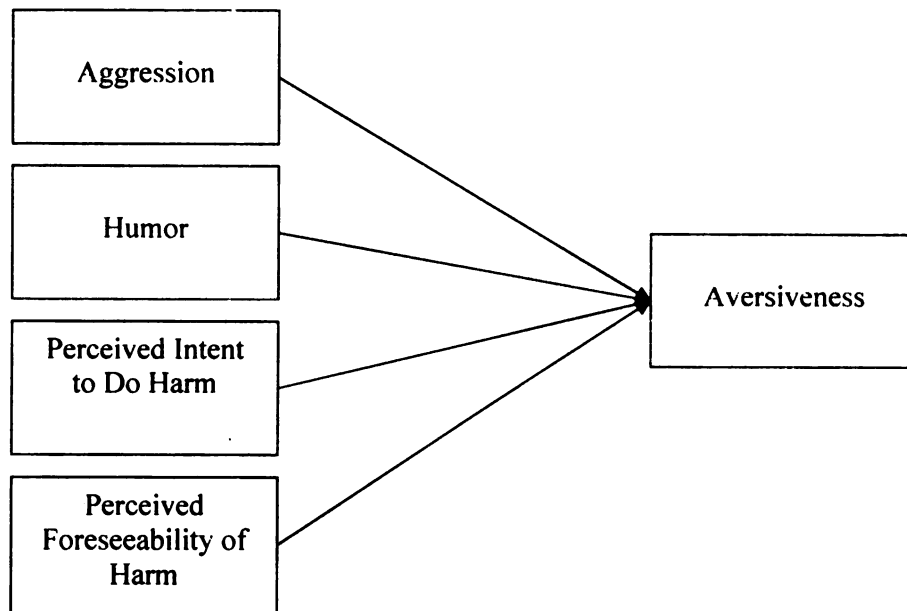 Aggression
Humor
Perceived Intent
to Do Harm
Perceived
Foreseeability of
Harm
Aversiveness